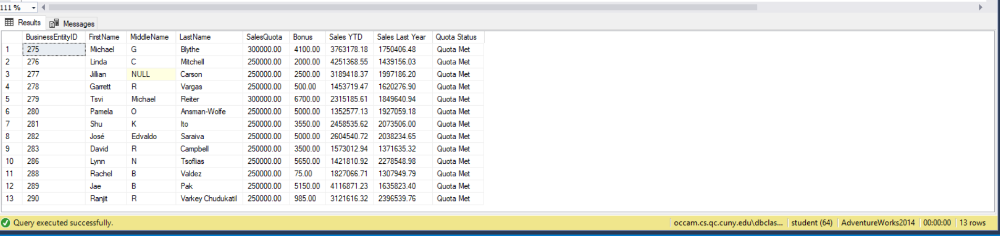 111 %
Results Messages
BusinessEntityID FirstName MiddleName LastName SalesQuota Bonus Sales YTD Sales Last Year Quota Status
1 275 Michael G Blythe 300000.00 4100.00 3763178.18 1750406.48 Quota Met
2 276 Linda C Mitchell 250000.00 2000.00 4251368.55 1439156.03 Quota Met
3 277 Jillian NULL Carson 250000.00 2500.00 3189418.37 1997186.20 Quota Met
4 278 Garrett R Vargas 250000.00 500.00 1453719.47 1620276.90 Quota Met
5 279 Tsvi Michael Reiter 300000.00 6700.00 2315185.61 1849640.94 Quota Met
6 280 Pamela O Ansman-Wolfe 250000.00 5000.00 1352577.13 1927059.18 Quota Met
7 281 Shu K Ito 250000.00 3550.00 2458535.62 2073506.00 Quota Met
8 282 José Edvaldo Saraiva 250000.00 5000.00 2604540.72 2038234.65 Quota Met
9 283 David R Campbell 250000.00 3500.00 1573012.94 1371635.32 Quota Met
10 286 Lynn N Tsoflias 250000.00 5650.00 1421810.92 2278548.98 Quota Met
11 288 Rachel B Valdez 250000.00 75.00 1827066.71 1307949.79 Quota Met
12 289 Jae B Pak 250000.00 5150.00 4116871.23 1635823.40 Quota Met
13 290 Ranjit R Varkey Chudukatil 250000.00 985.00 3121616.32 2396539.76 Quota Met
Query executed successfully. occam.cs.qc.cuny.edu\dbclas... student (64) AdventureWorks2014 00:00:00 13 rows